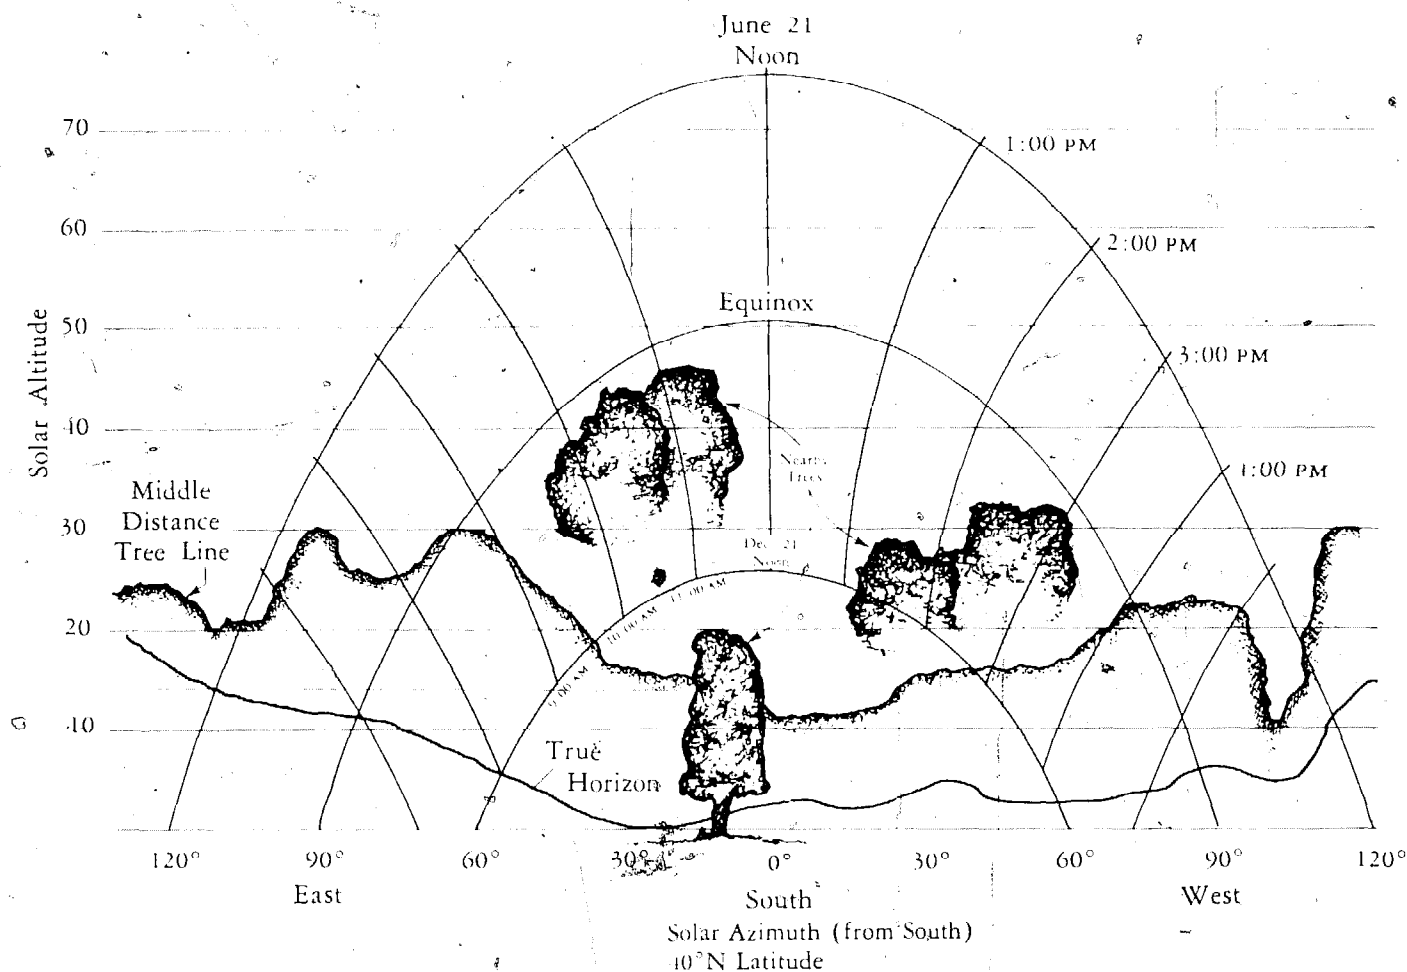 June 21
Noon
70
1:00 PM
60
2:00 PM
Equinox
50
3:00 PM
Solar Altitude
40
Nearby
Trees
4:00 PM
Middle
Distance
Tree Line
30
Dec. 21
Noon
11:00 AM
10:00 AM
20
9:00 AM
10
True
Horizon
120° 90° 60° 30° 0° 30° 60° 90° 120°
East South West
Solar Azimuth (from South)
40°N Latitude